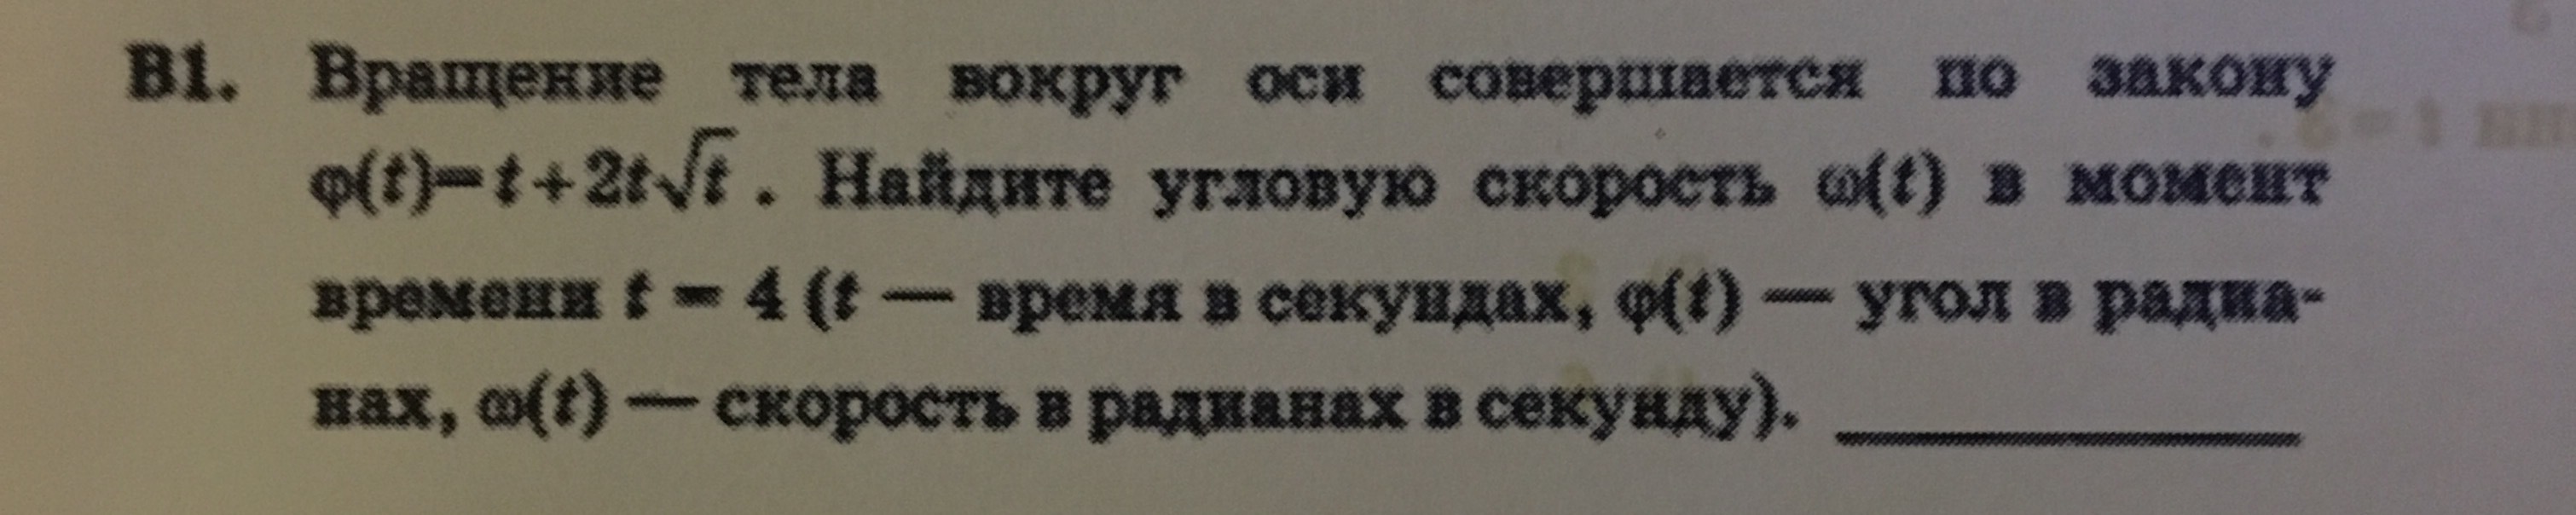 В1. Вращение тела вокруг оси совершается по закону
φ(t)=t+2t√t. Найдите угловую скорость ω(t) в момент
времени t = 4 (t — время в секундах, φ(t) — угол в радиа-
нах, ω(t) — скорость в радианах в секунду).